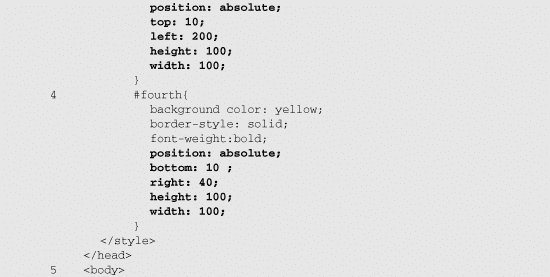 position: absolute;
top: 10;
left: 200;
height: 100;
width: 100;
}
4 #fourth{
background color: yellow;
border-style: solid;
font-weight:bold;
position: absolute;
bottom: 10 ;
right: 40;
height: 100;
width: 100;
}
</style>
</head>
5 <body>